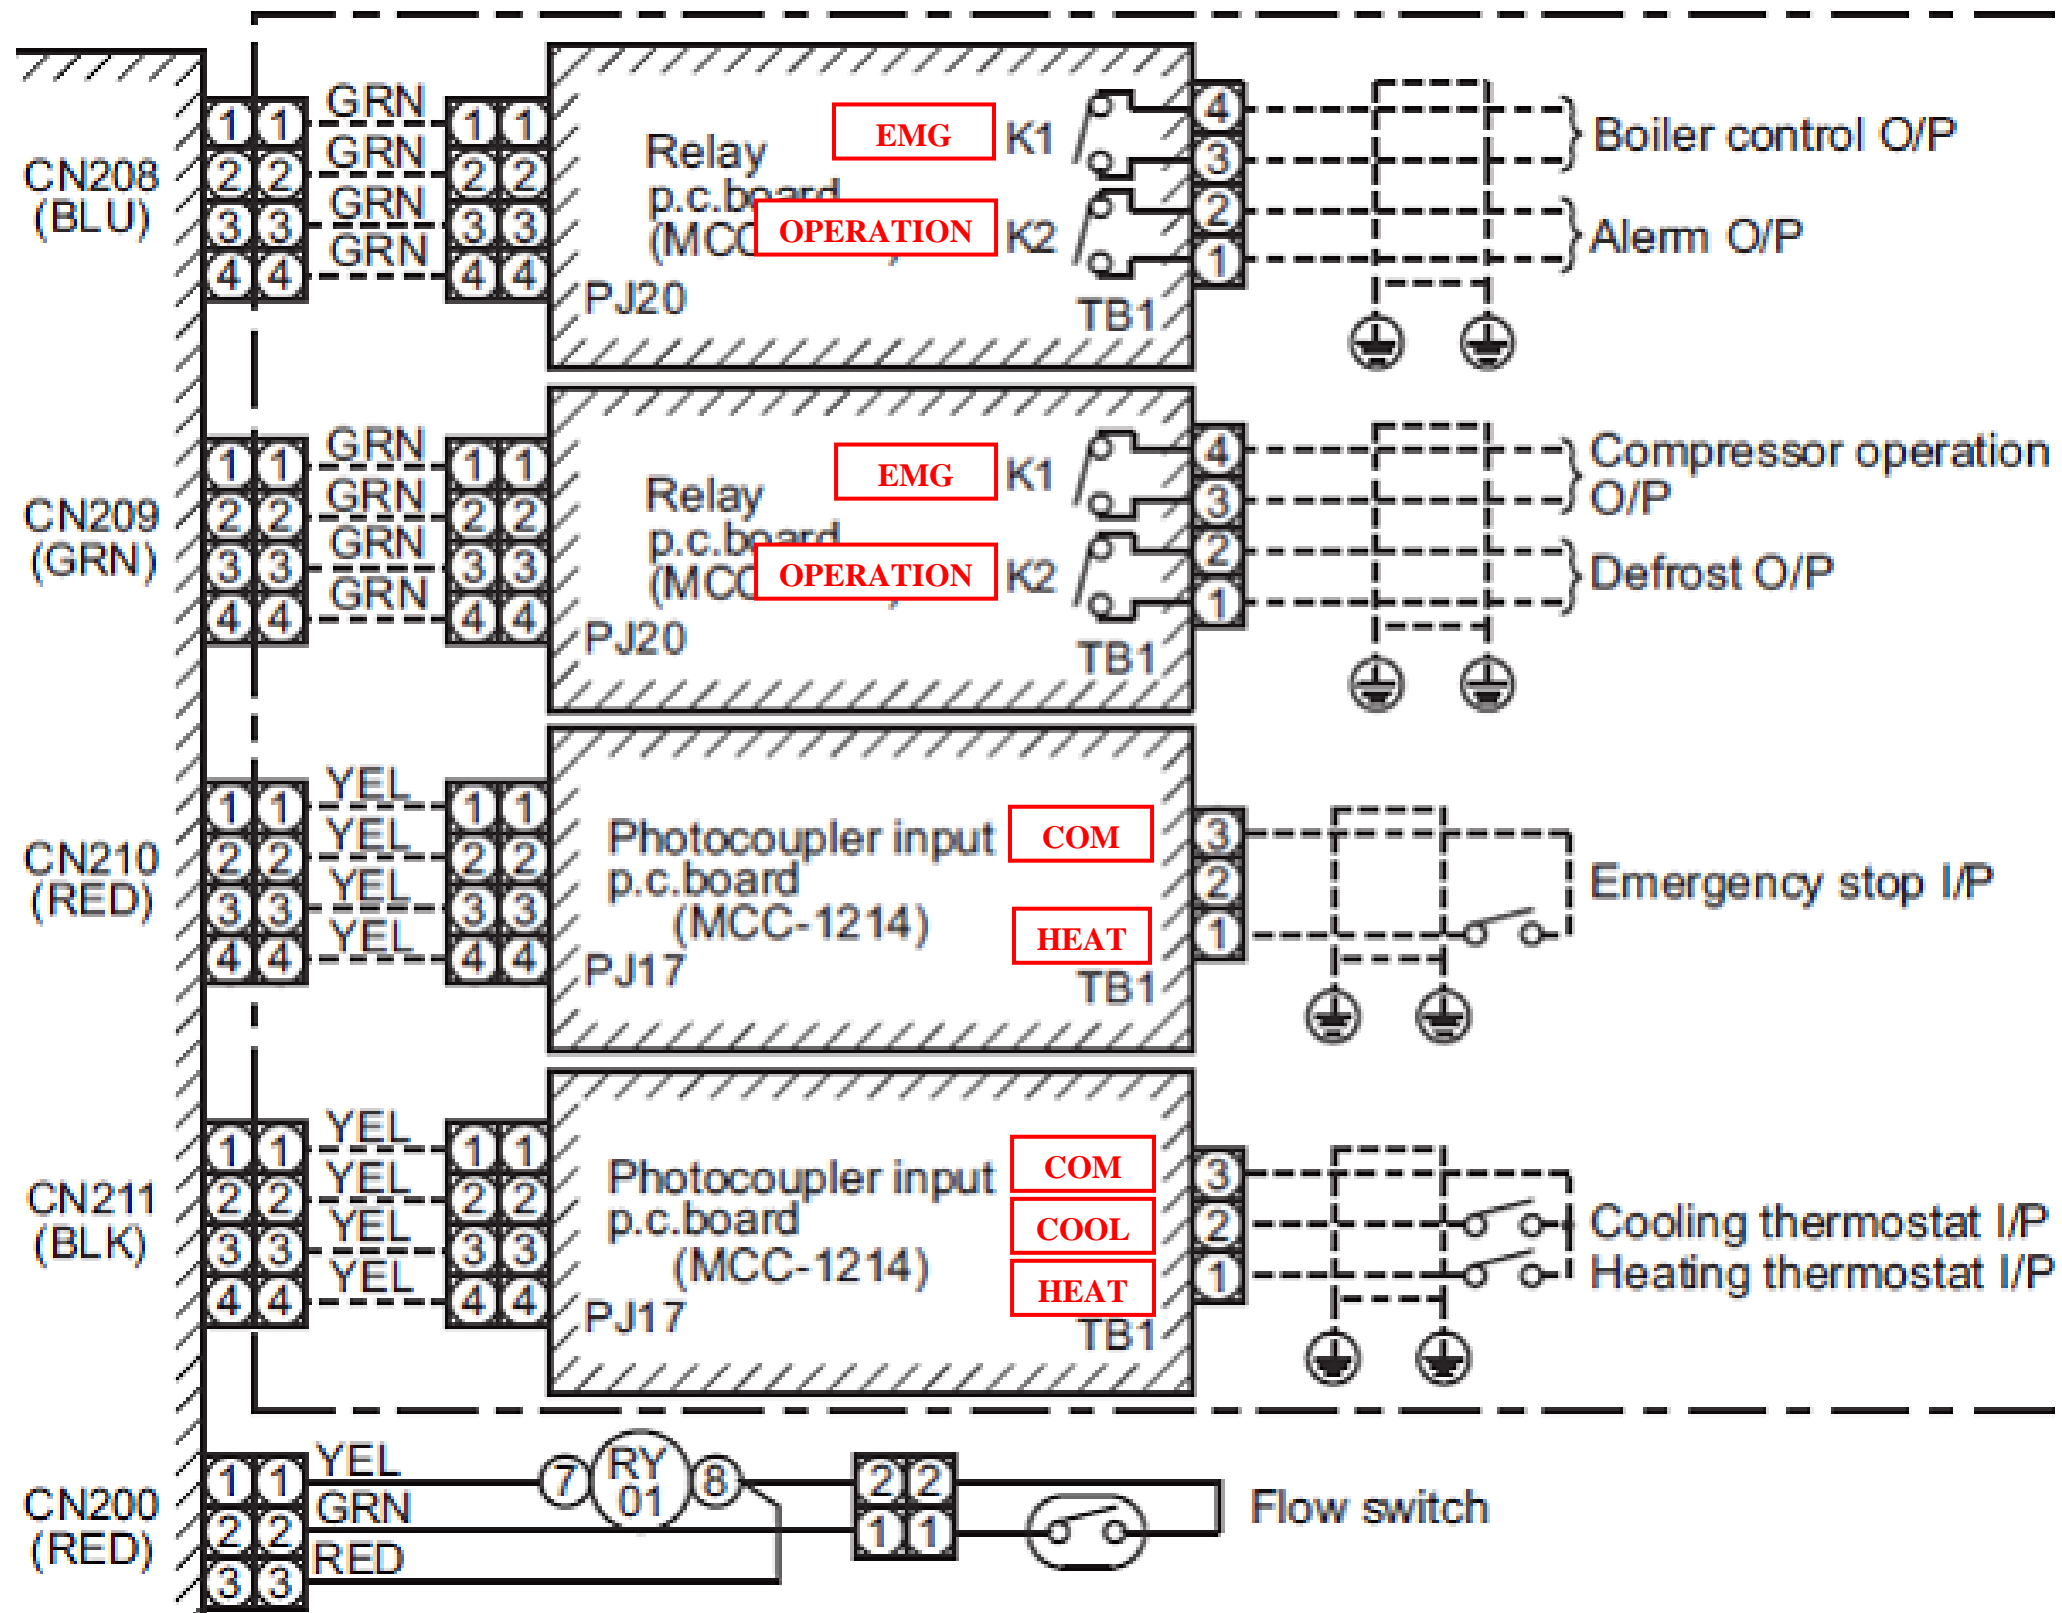 CN208
(BLU)
1 1 GRN 1 1
2 2 GRN 2 2
3 3 GRN 3 3
4 4 GRN 4 4
Relay
p.c.board
(MCC
PJ20
EMG K1
OPERATION K2
TB1
4
3
2
1
Boiler control O/P
Alerm O/P
CN209
(GRN)
1 1 GRN 1 1
2 2 GRN 2 2
3 3 GRN 3 3
4 4 GRN 4 4
Relay
p.c.board
(MCC
PJ20
EMG K1
OPERATION K2
TB1
4
3
2
1
Compressor operation
O/P
Defrost O/P
CN210
(RED)
1 1 YEL 1 1
2 2 YEL 2 2
3 3 YEL 3 3
4 4 YEL 4 4
Photocoupler input
p.c.board
(MCC-1214)
PJ17
COM
HEAT
TB1
3
2
1
Emergency stop I/P
CN211
(BLK)
1 1 YEL 1 1
2 2 YEL 2 2
3 3 YEL 3 3
4 4 YEL 4 4
Photocoupler input
p.c.board
(MCC-1214)
PJ17
COM
COOL
HEAT
TB1
3
2
1
Cooling thermostat I/P
Heating thermostat I/P
CN200
(RED)
1 1 YEL
2 2 GRN
3 3 RED
7 RY 8
01
2 2
1 1
Flow switch